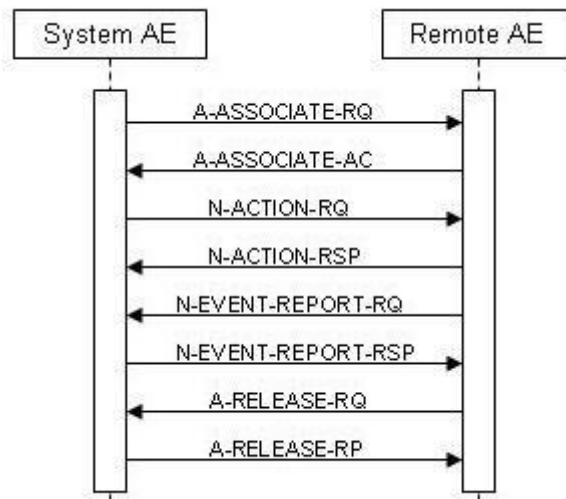 System AE
Remote AE
A-ASSOCIATE-RQ
A-ASSOCIATE-AC
N-ACTION-RQ
N-ACTION-RSP
N-EVENT-REPORT-RQ
N-EVENT-REPORT-RSP
A-RELEASE-RQ
A-RELEASE-RP